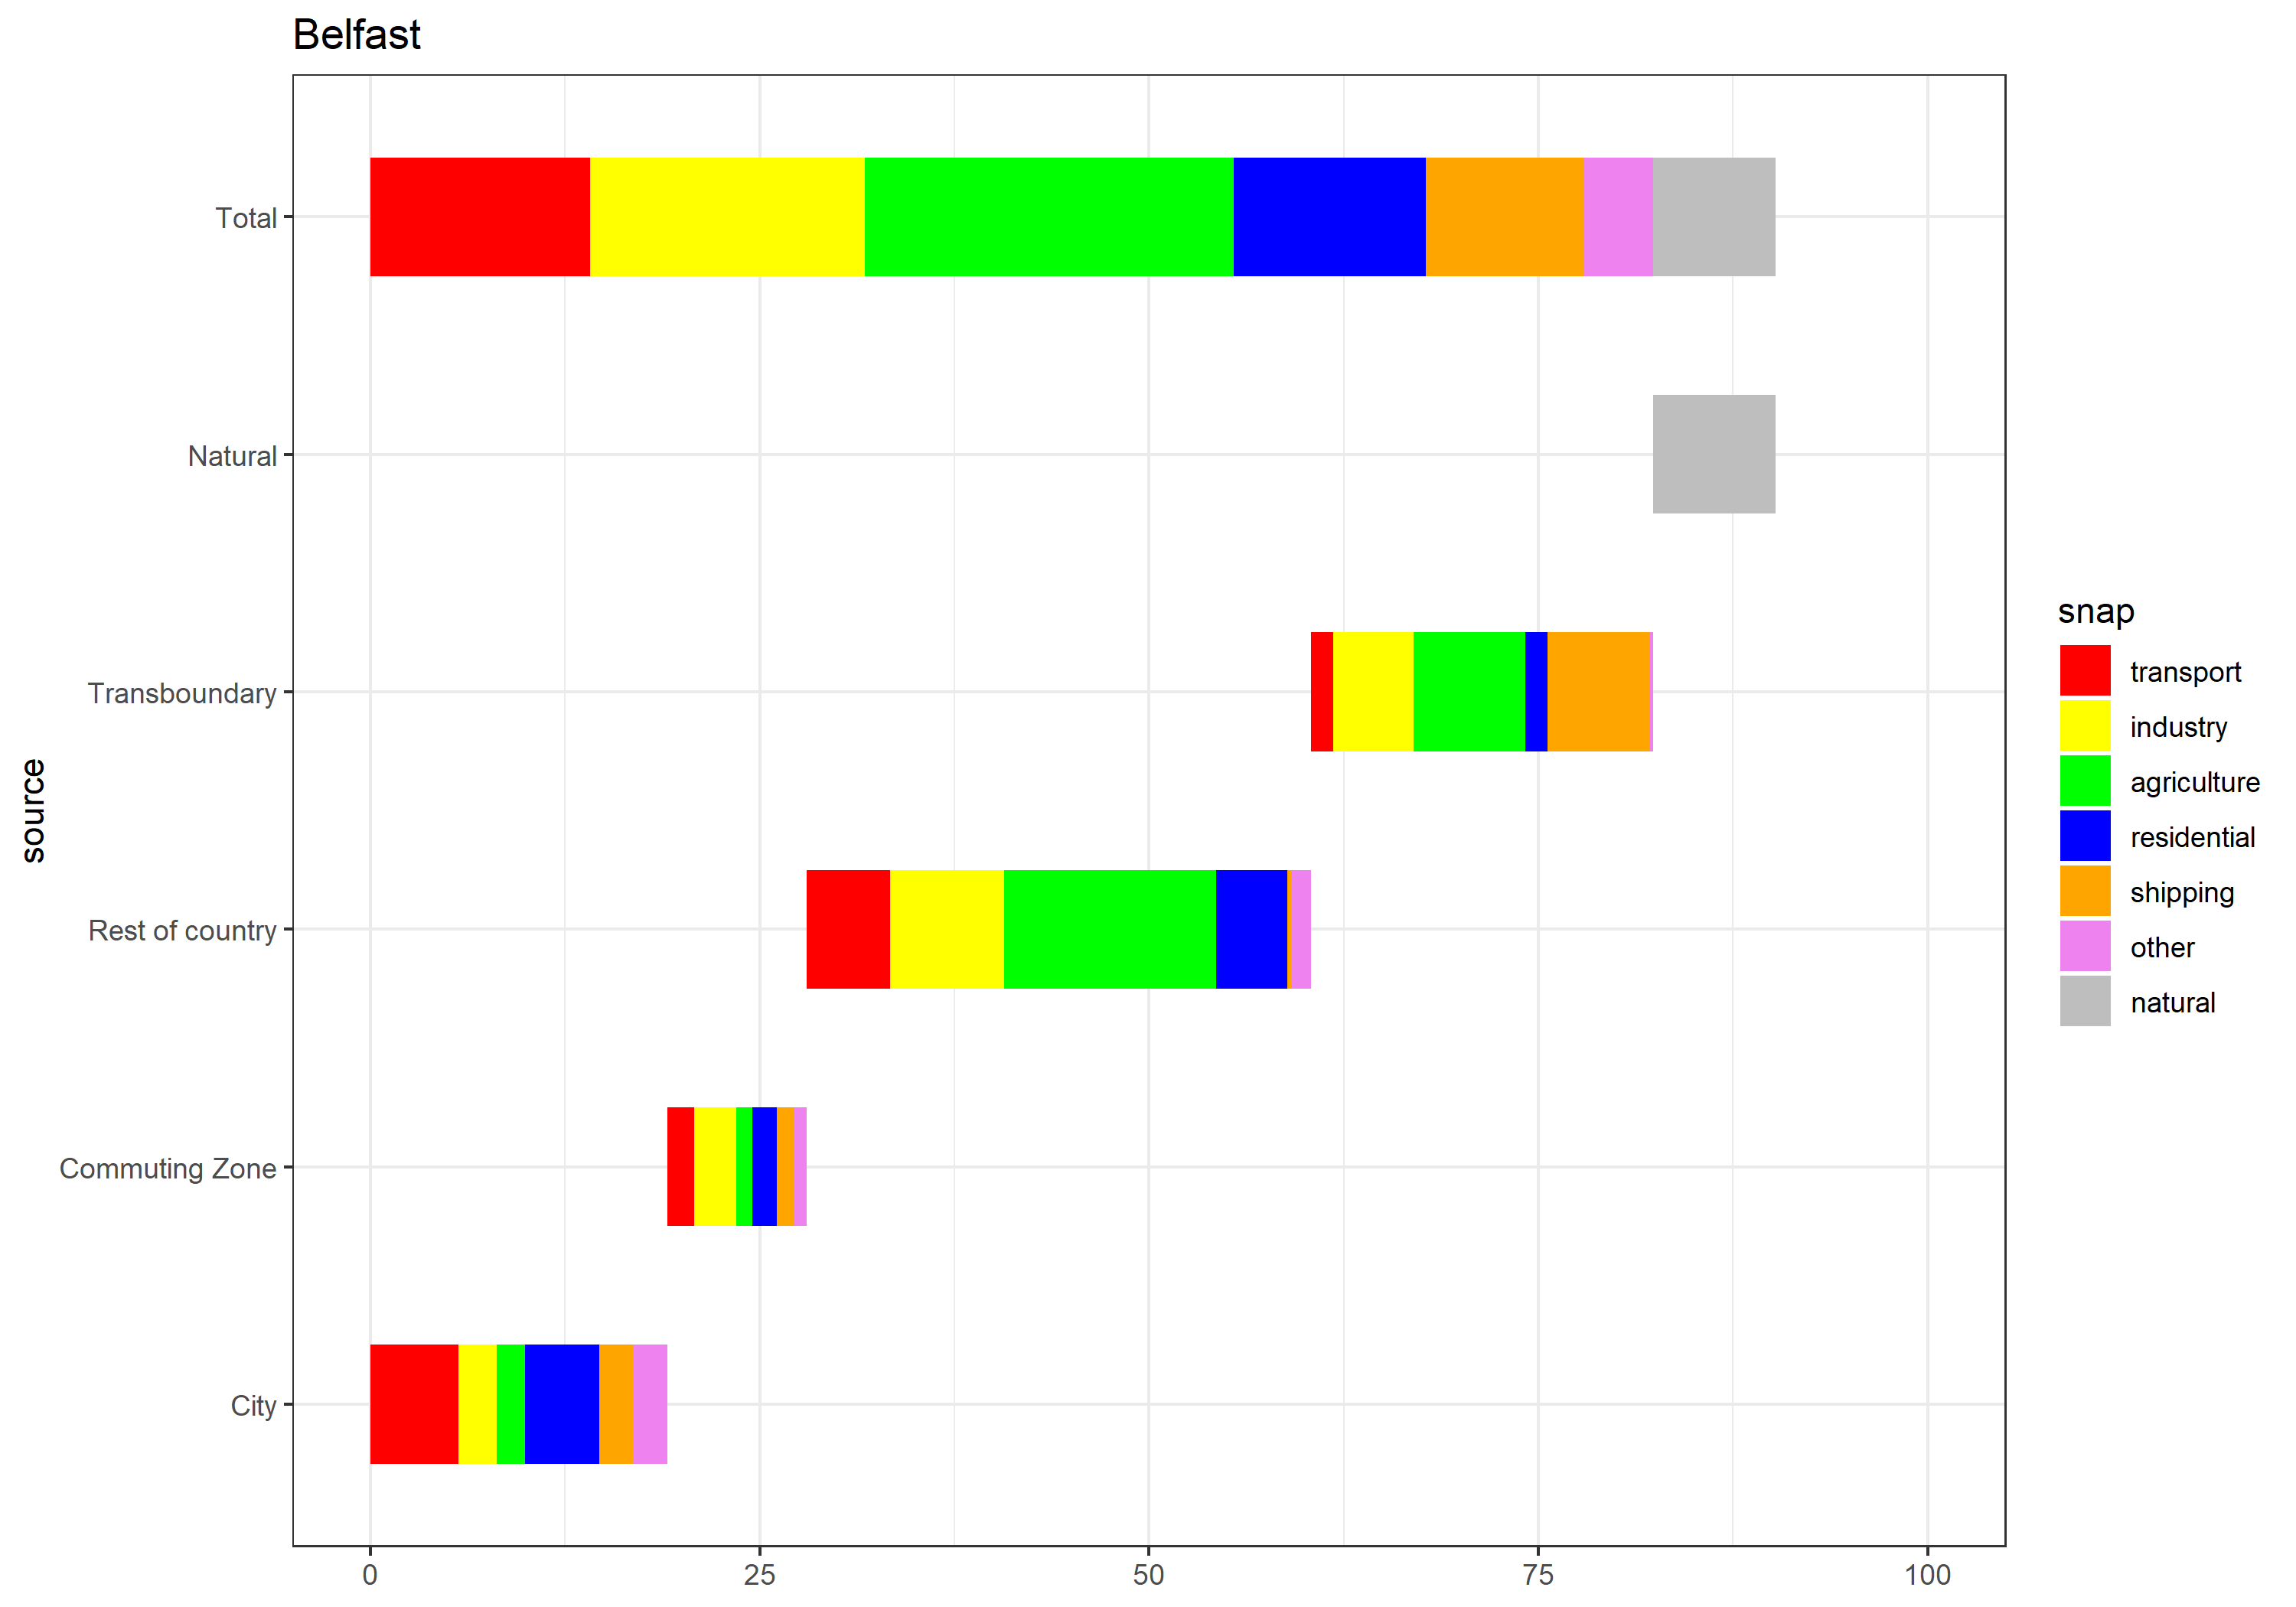 Belfast
source
Total
Natural
Transboundary
Rest of country
Commuting Zone
City
0 25 50 75 100
snap
transport
industry
agriculture
residential
shipping
other
natural